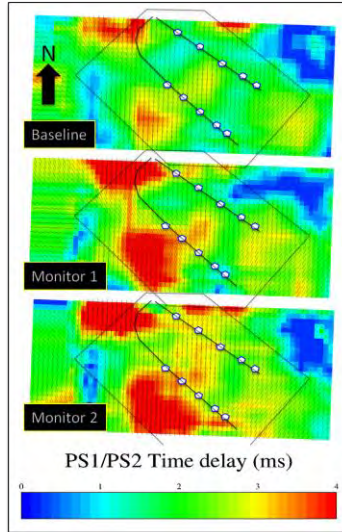 N
Baseline
Monitor 1
Monitor 2
PS1/PS2 Time delay (ms)
0 1 2 3 4